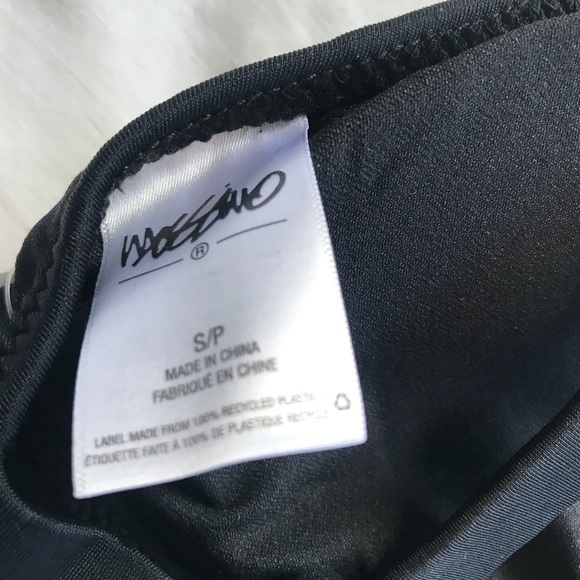 MOSSIMO
®
S/P
MADE IN CHINA
FABRIQUÉ EN CHINE
LABEL MADE FROM 100% RECYCLED PLASTIC
ÉTIQUETTE FAITE À 100% DE PLASTIQUE RECYCLÉ